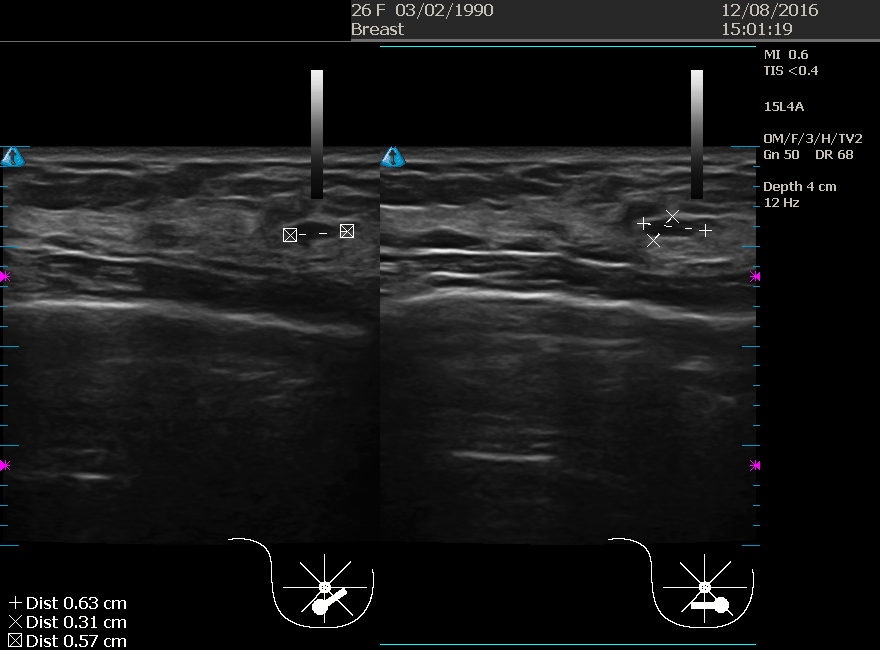 26 F 03/02/1990
12/08/2016
Breast
15:01:19
MI 0.6
TIS <0.4
15L4A
OM/F/3/H/TV2
Gn 50 DR 68
Depth 4 cm
12 Hz
Dist 0.63 cm
Dist 0.31 cm
Dist 0.57 cm